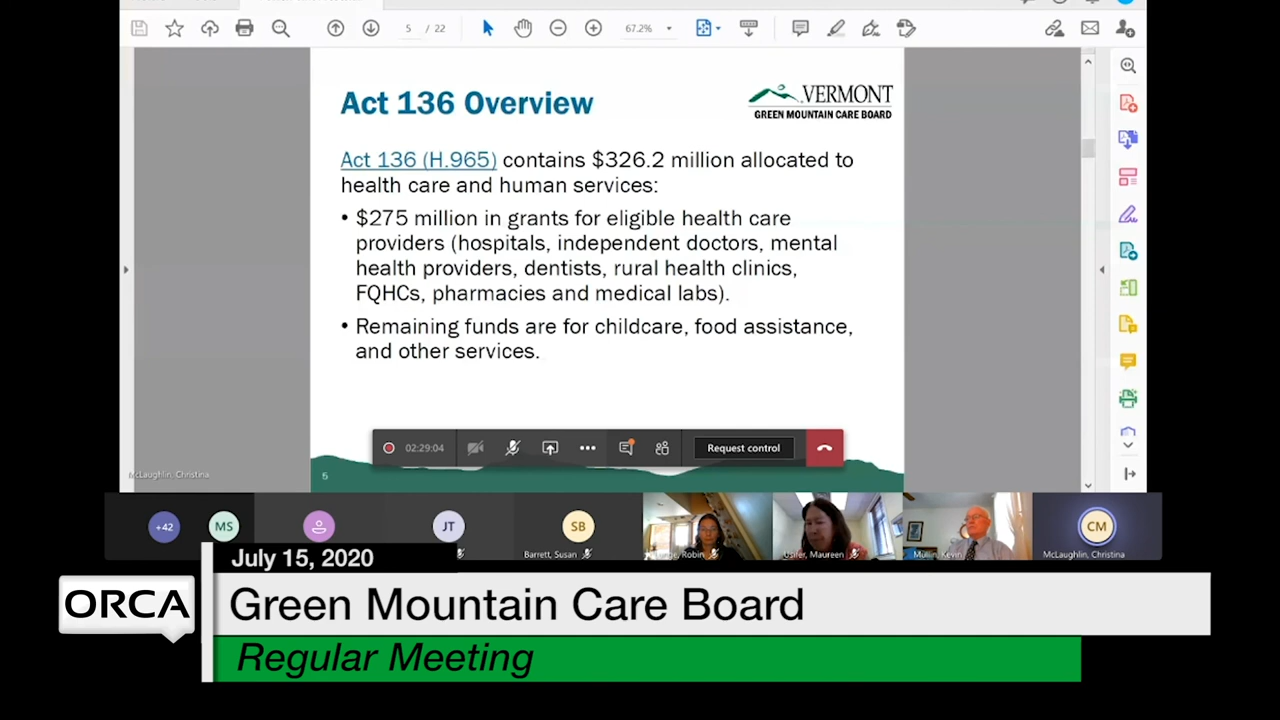 5 / 22
67.2%
Act 136 Overview
VERMONT
GREEN MOUNTAIN CARE BOARD
Act 136 (H.965) contains $326.2 million allocated to
health care and human services:
• $275 million in grants for eligible health care
providers (hospitals, independent doctors, mental
health providers, dentists, rural health clinics,
FQHCs, pharmacies and medical labs).
• Remaining funds are for childcare, food assistance,
and other services.
02:29:04
Request control
McLaughlin, Christina
5
+42
MS
JT
SB
CM
Barrett, Susan
Robin
Maureen
Mullin, Kevin
McLaughlin, Christina
July 15, 2020
ORCA
Green Mountain Care Board
Regular Meeting